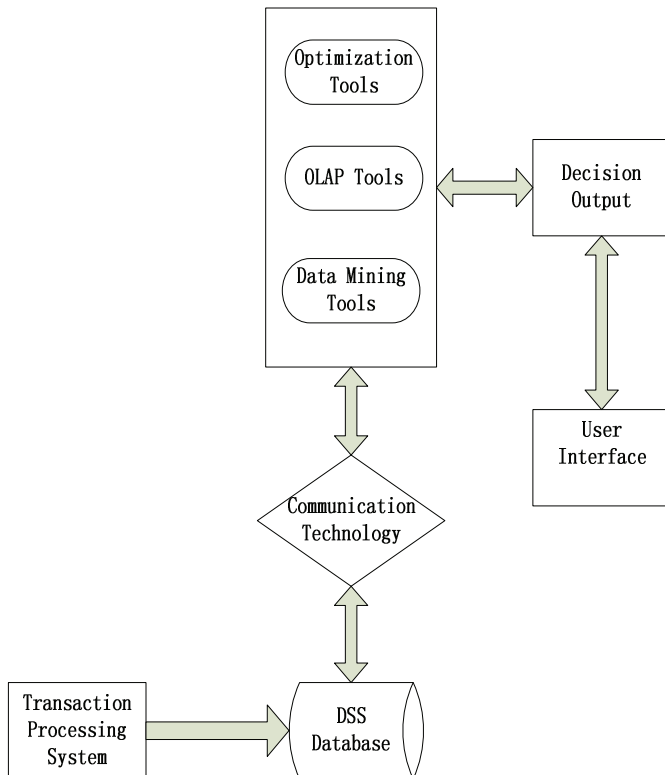 Optimization
Tools
OLAP Tools
Data Mining
Tools
Decision
Output
User
Interface
Communication
Technology
Transaction
Processing
System
DSS
Database